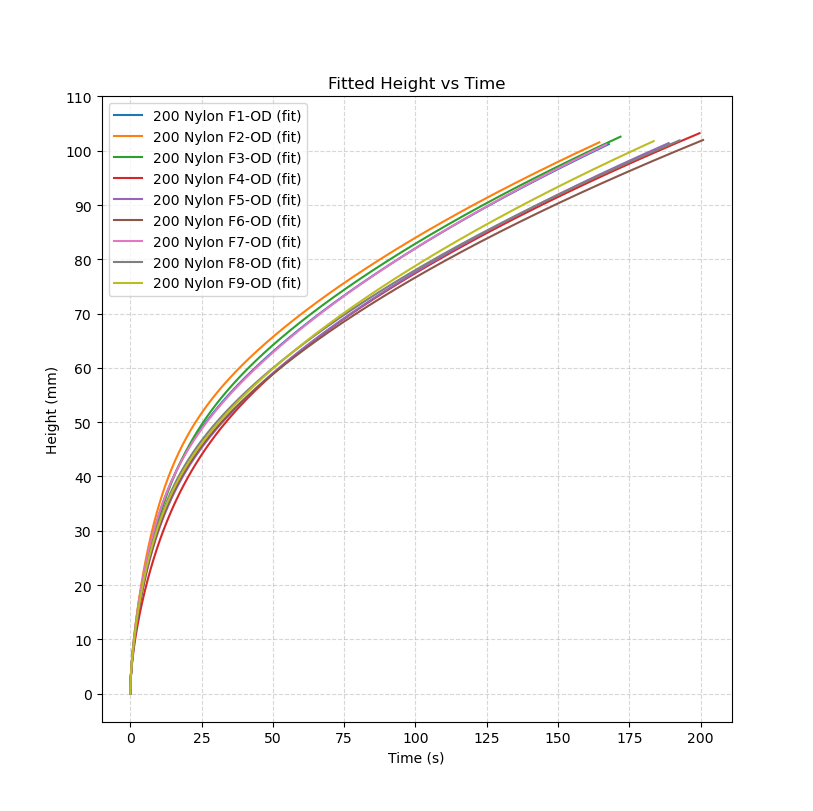 Fitted Height vs Time
110
100
90
80
70
60
50
40
30
20
10
0
Height (mm)
200 Nylon F1-OD (fit)
200 Nylon F2-OD (fit)
200 Nylon F3-OD (fit)
200 Nylon F4-OD (fit)
200 Nylon F5-OD (fit)
200 Nylon F6-OD (fit)
200 Nylon F7-OD (fit)
200 Nylon F8-OD (fit)
200 Nylon F9-OD (fit)
0 25 50 75 100 125 150 175 200
Time (s)